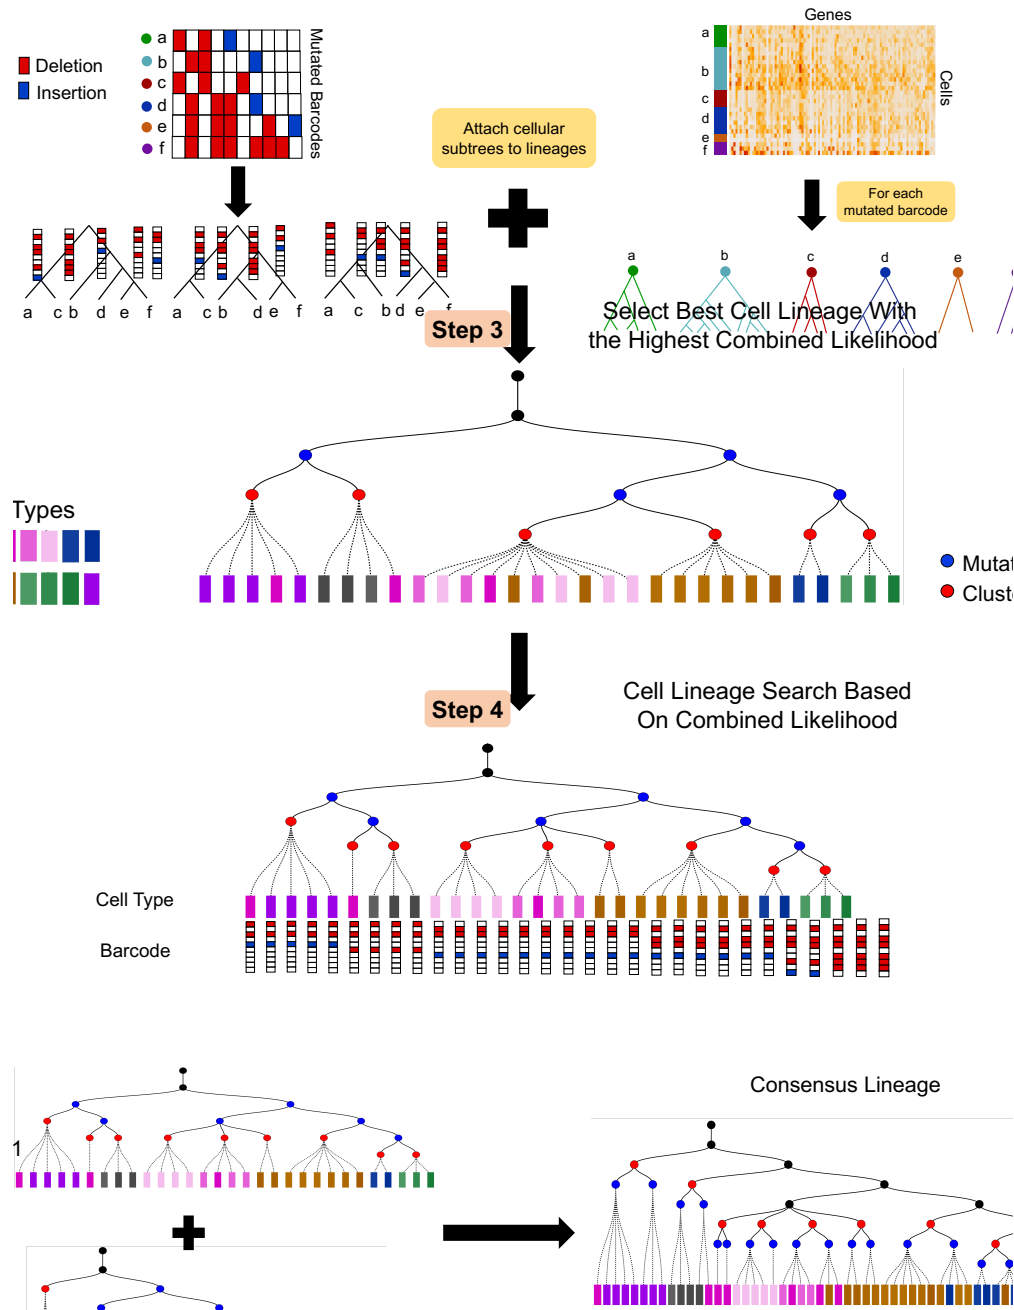 Genes
a
b
c
d
e
f
Deletion
Insertion
Mutated Barcodes
a
b
c
d
e
f
Cells
Attach cellular
subtrees to lineages
For each
mutated barcode
a
b
c
d
e
a c b d e f
a c b d e f
a c b d e f
Step 3
Select Best Cell Lineage With
the Highest Combined Likelihood
Types
Mutat
Cluste
Step 4
Cell Lineage Search Based
On Combined Likelihood
Cell Type
Barcode
1
Consensus Lineage